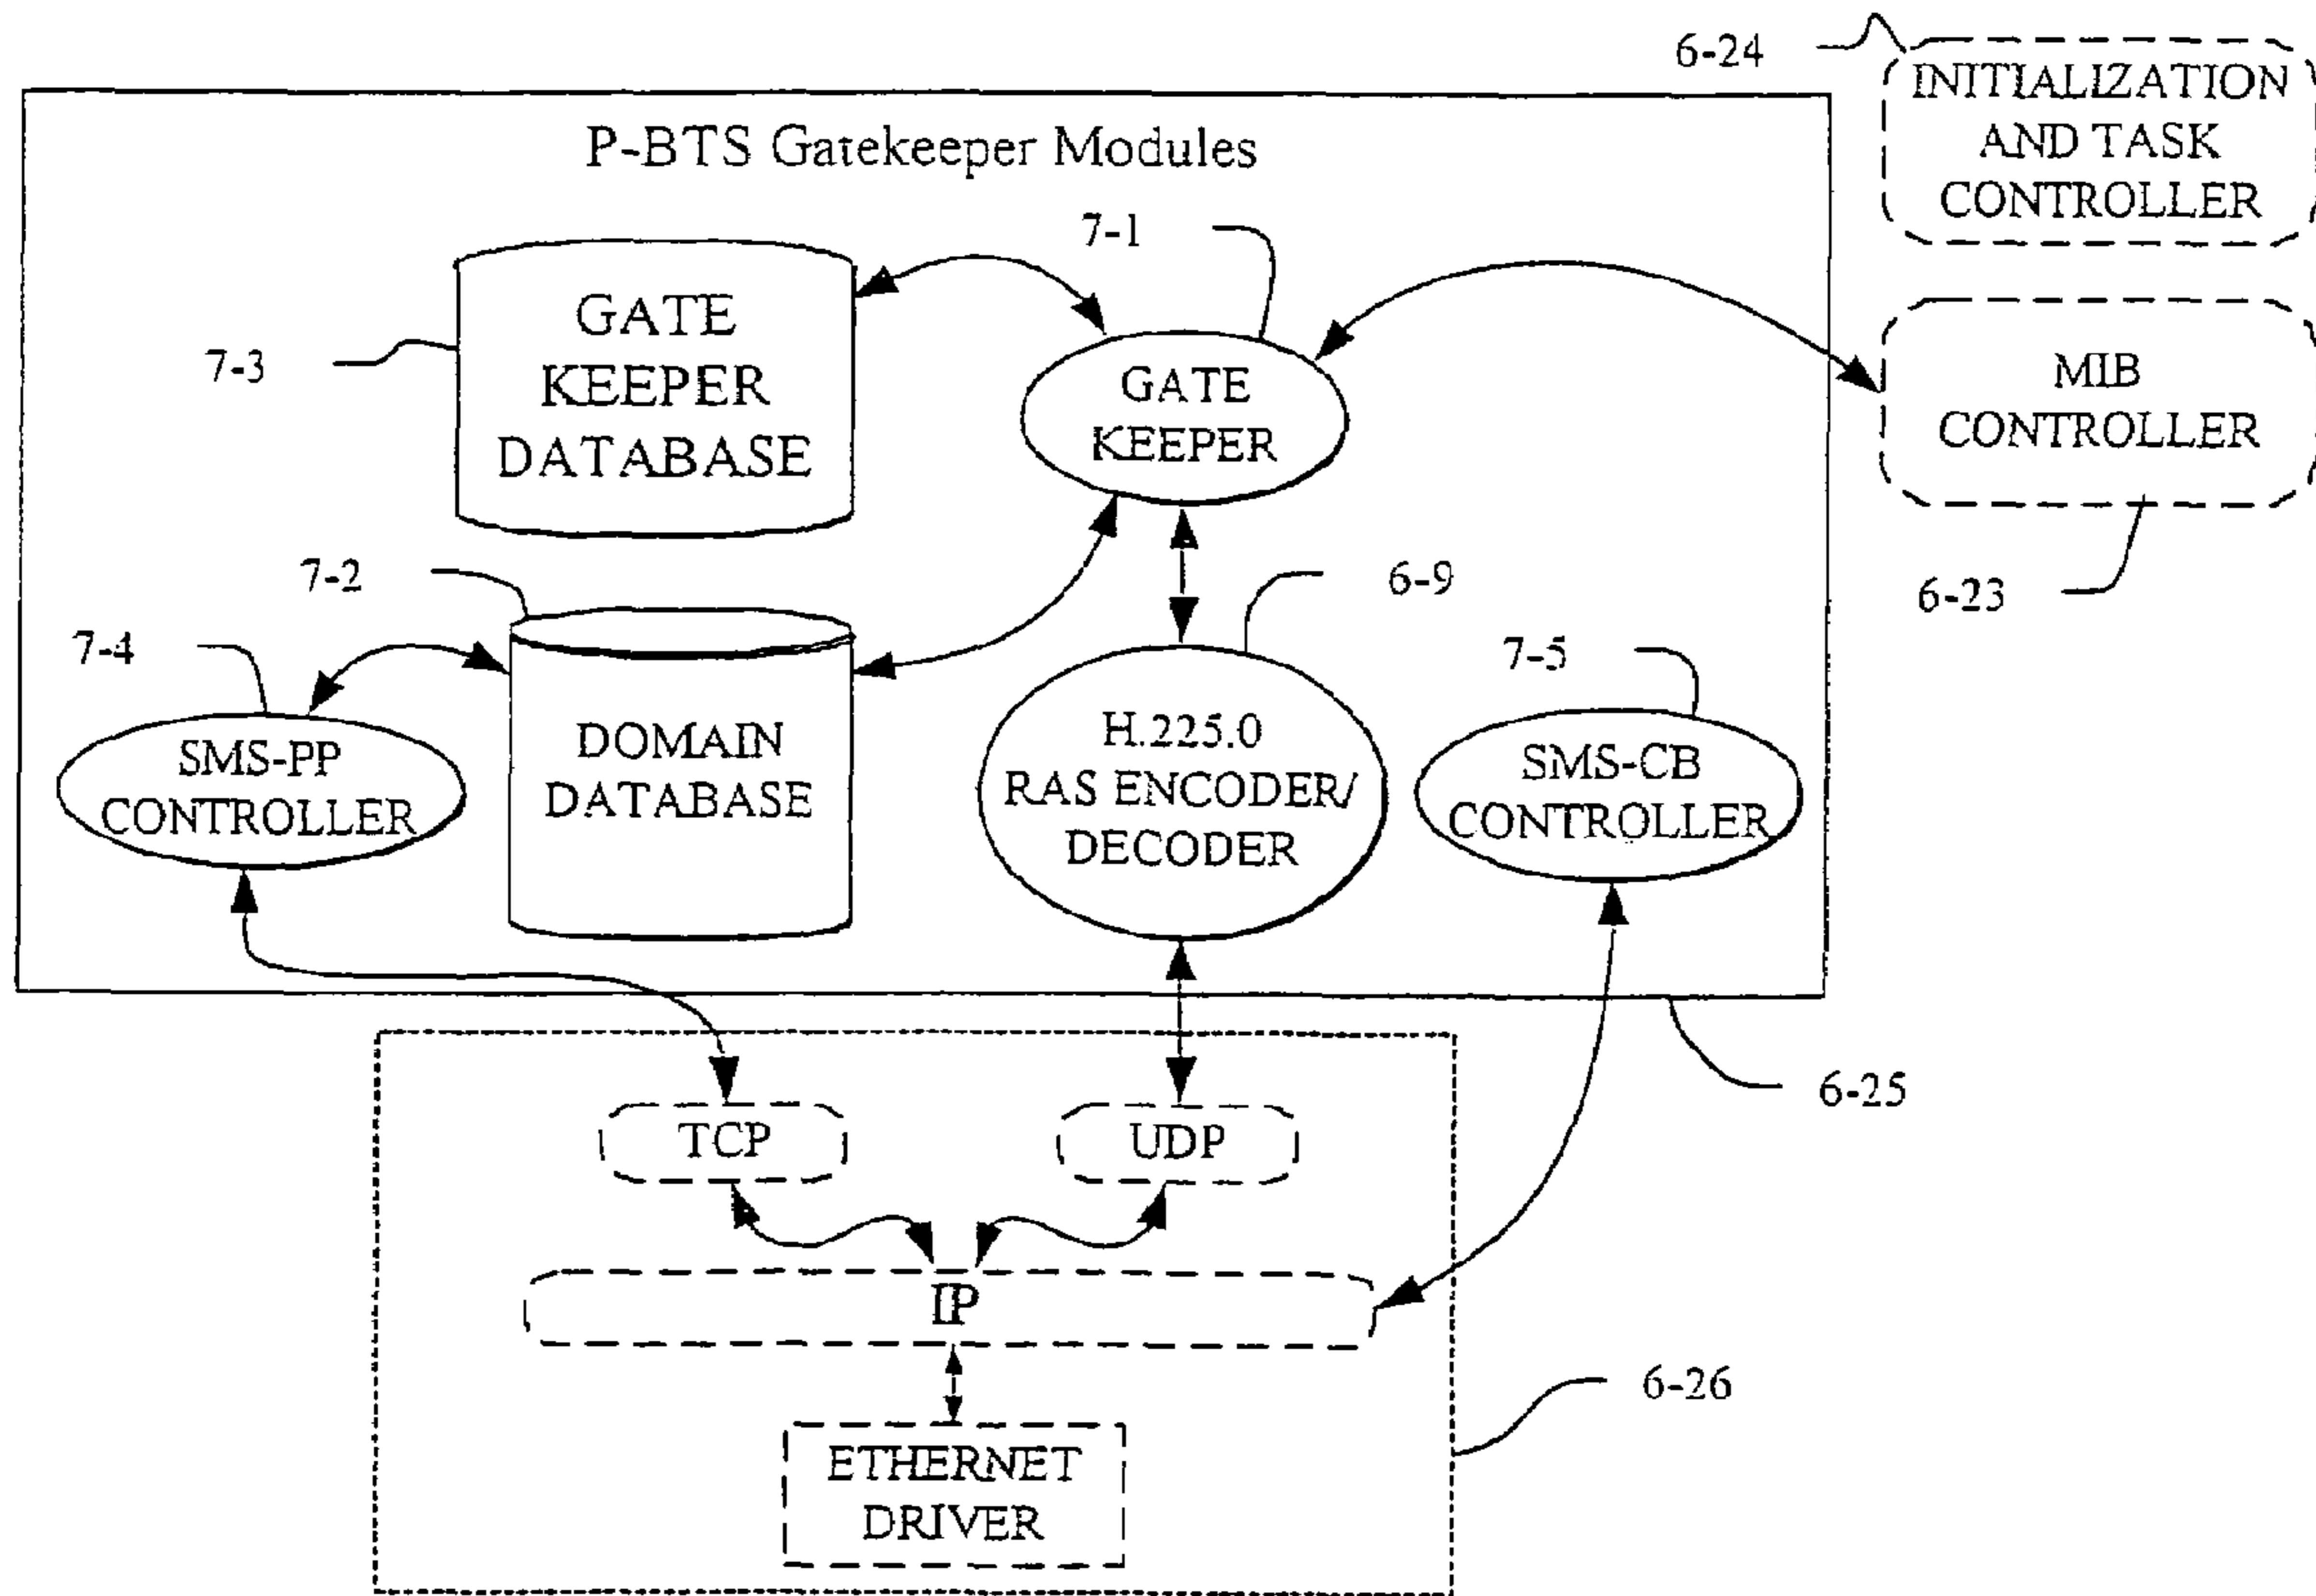 6-24
INITIALIZATION
AND TASK
CONTROLLER
P-BTS Gatekeeper Modules
7-1
GATE
KEEPER
DATABASE
7-3
GATE
KEEPER
MIB
CONTROLLER
6-23
7-2
6-9
7-4
7-5
SMS-PP
CONTROLLER
DOMAIN
DATABASE
H.225.0
RAS ENCODER/
DECODER
SMS-CB
CONTROLLER
6-25
TCP
UDP
IP
6-26
ETHERNET
DRIVER